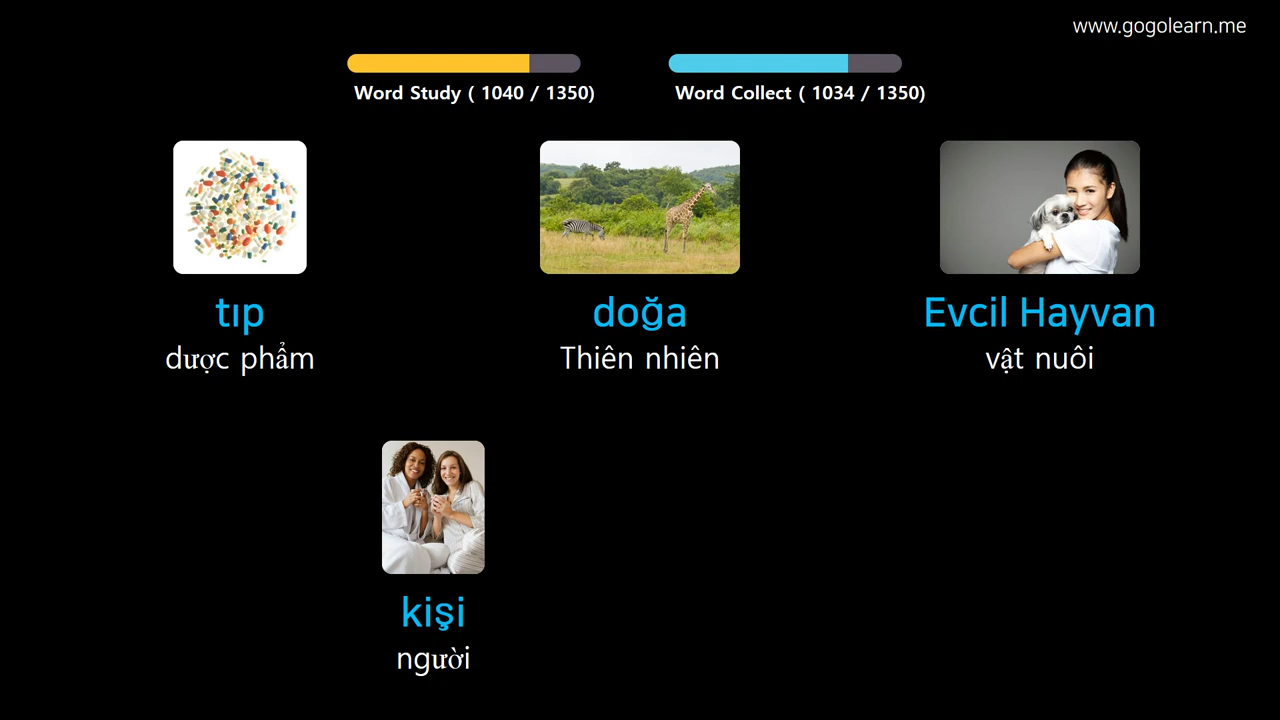 www.gogolearn.me
Word Study ( 1040 / 1350)
Word Collect ( 1034 / 1350)
tıp
dược phẩm
doğa
Thiên nhiên
Evcil Hayvan
vật nuôi
kişi
người